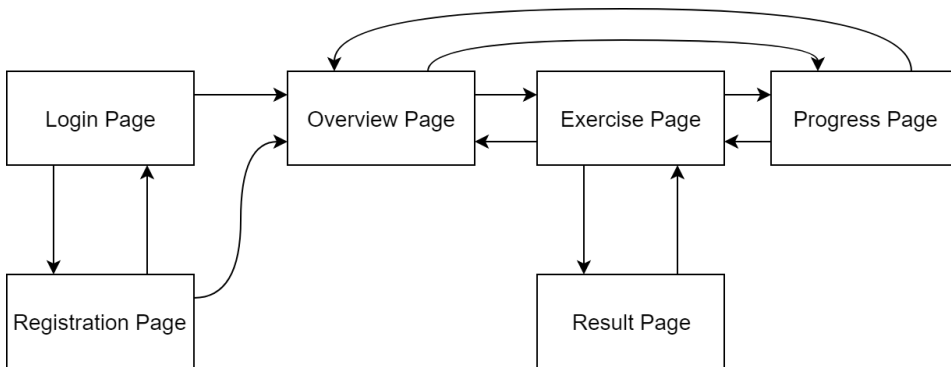 Login Page
Overview Page
Exercise Page
Progress Page
Registration Page
Result Page